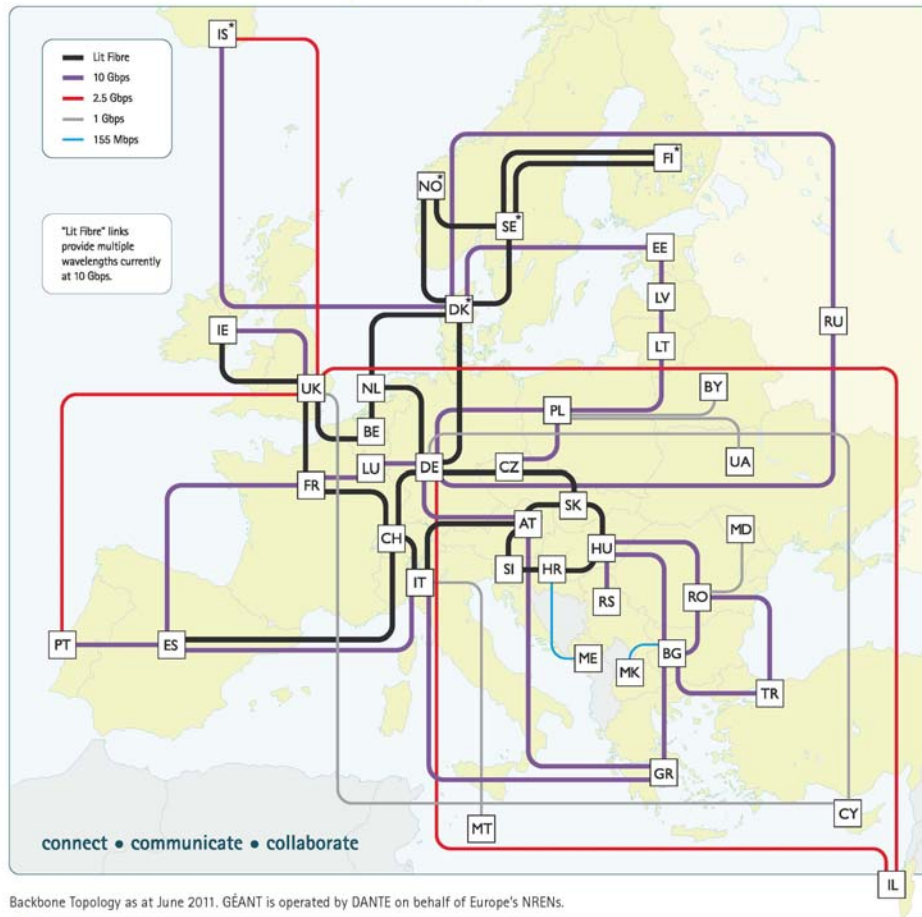 IS*
Lit Fibre
10 Gbps
2.5 Gbps
1 Gbps
155 Mbps
FI*
NO*
"Lit Fibre" links
provide multiple
wavelengths currently
at 10 Gbps.
SE*
EE
LV
DK*
RU
IE
LT
UK
NL
BY
PL
BE
LU
DE
CZ
UA
FR
SK
AT
MD
CH
HU
SI
HR
IT
RS
RO
PT
ES
ME
MK
BG
TR
GR
CY
MT
connect • communicate • collaborate
IL
Backbone Topology as at June 2011. GÉANT is operated by DANTE on behalf of Europe's NRENs.